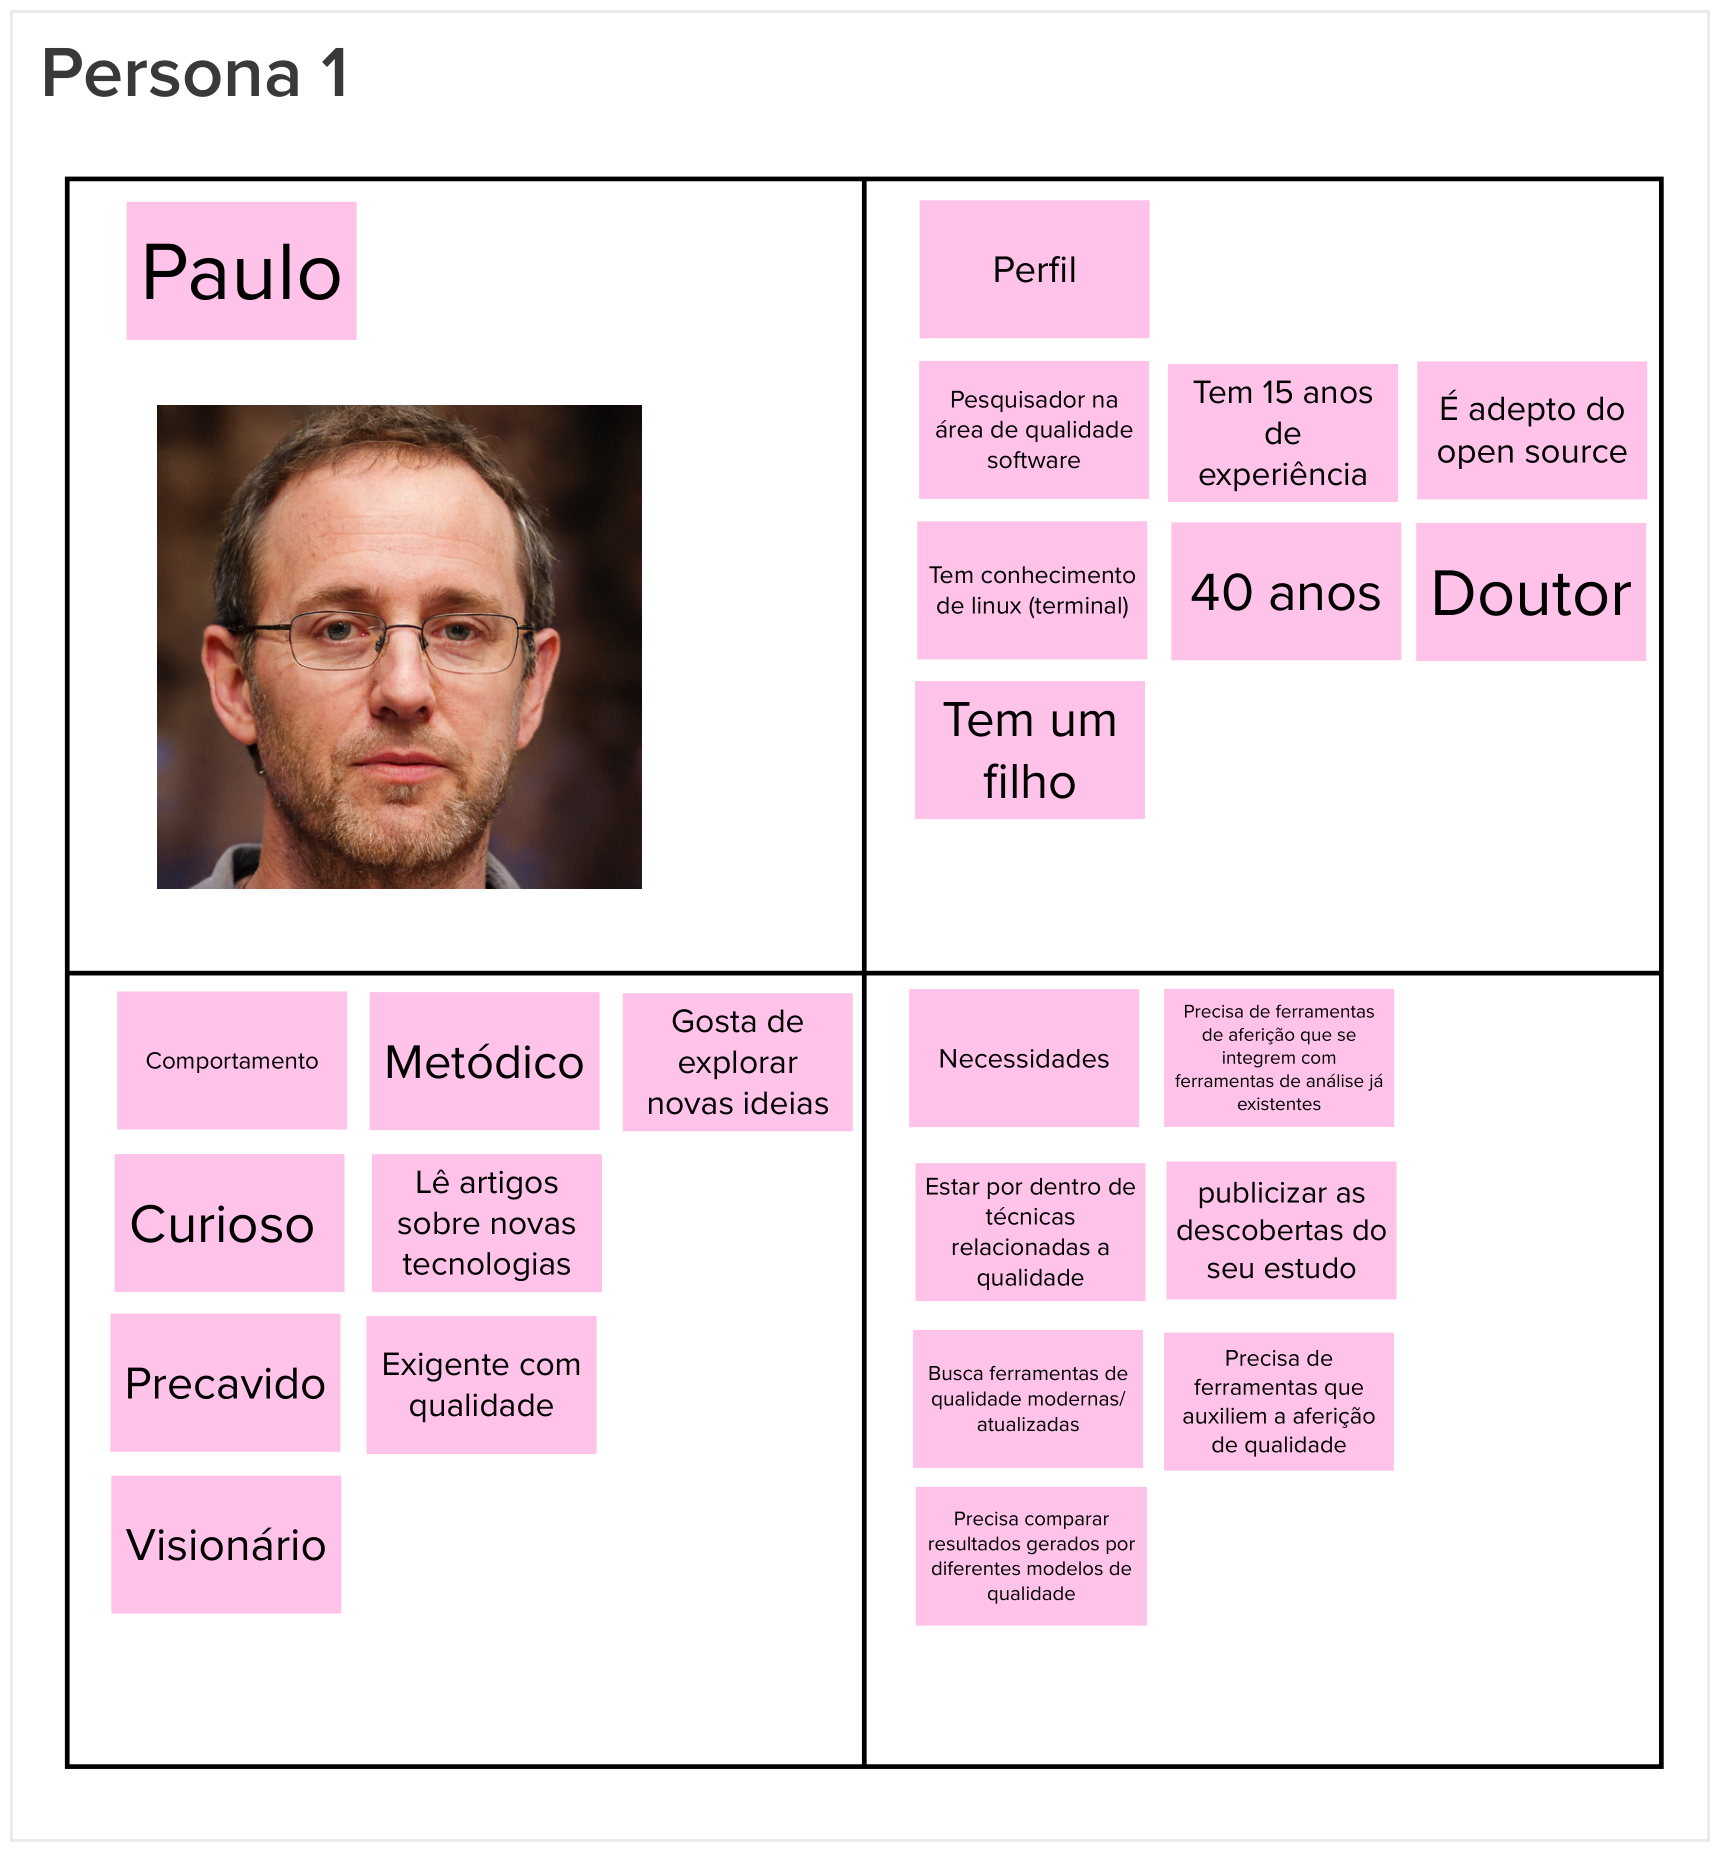 Persona 1
Paulo
Perfil
Pesquisador na
área de qualidade
software
Tem 15 anos
de
experiência
É adepto do
open source
Tem conhecimento
de linux (terminal)
40 anos
Doutor
Tem um
filho
Comportamento
Metódico
Gosta de
explorar
novas ideias
Curioso
Lê artigos
sobre novas
tecnologias
Precavido
Exigente com
qualidade
Visionário
Necessidades
Precisa de ferramentas
de aferição que se
integrem com
ferramentas de análise já
existentes
Estar por dentro de
técnicas
relacionadas a
qualidade
publicizar as
descobertas do
seu estudo
Busca ferramentas de
qualidade modernas/
atualizadas
Precisa de
ferramentas que
auxiliem a aferição
de qualidade
Precisa comparar
resultados gerados por
diferentes modelos de
qualidade